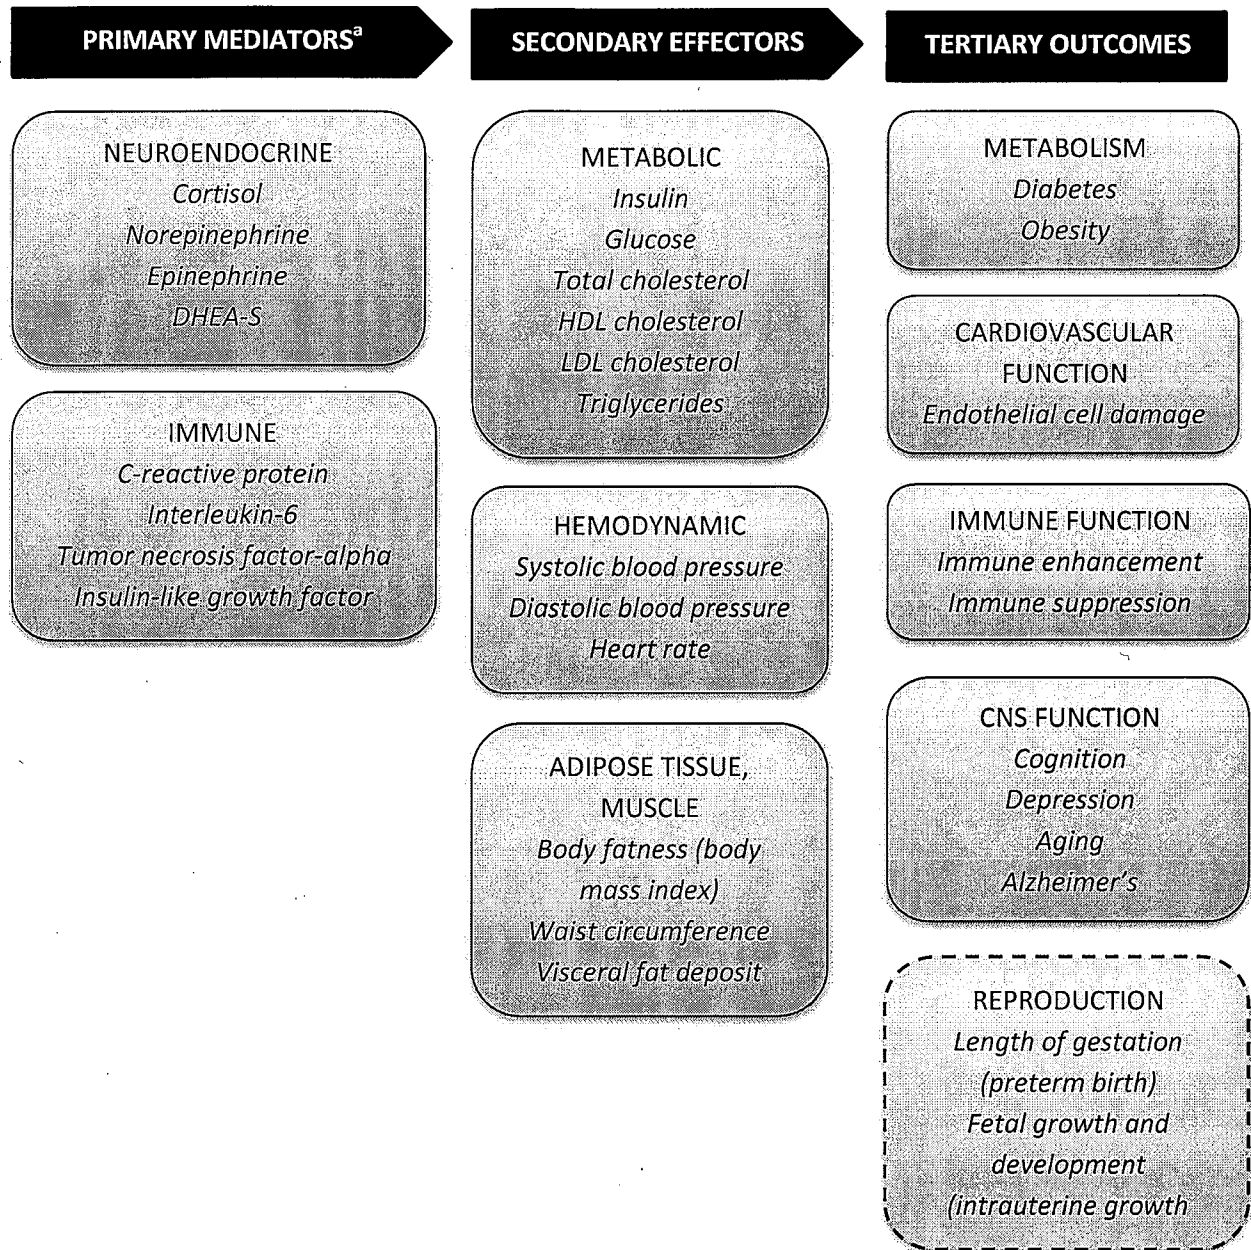 PRIMARY MEDIATORSa
SECONDARY EFFECTORS
TERTIARY OUTCOMES
NEUROENDOCRINE
Cortisol
Norepinephrine
Epinephrine
DHEA-S
IMMUNE
C-reactive protein
Interleukin-6
Tumor necrosis factor-alpha
Insulin-like growth factor
METABOLIC
Insulin
Glucose
Total cholesterol
HDL cholesterol
LDL cholesterol
Triglycerides
HEMODYNAMIC
Systolic blood pressure
Diastolic blood pressure
Heart rate
ADIPOSE TISSUE,
MUSCLE
Body fatness (body
mass index)
Waist circumference
Visceral fat deposit
METABOLISM
Diabetes
Obesity
CARDIOVASCULAR
FUNCTION
Endothelial cell damage
IMMUNE FUNCTION
Immune enhancement
Immune suppression
CNS FUNCTION
Cognition
Depression
Aging
Alzheimer's
REPRODUCTION
Length of gestation
(preterm birth)
Fetal growth and
development
(intrauterine growth